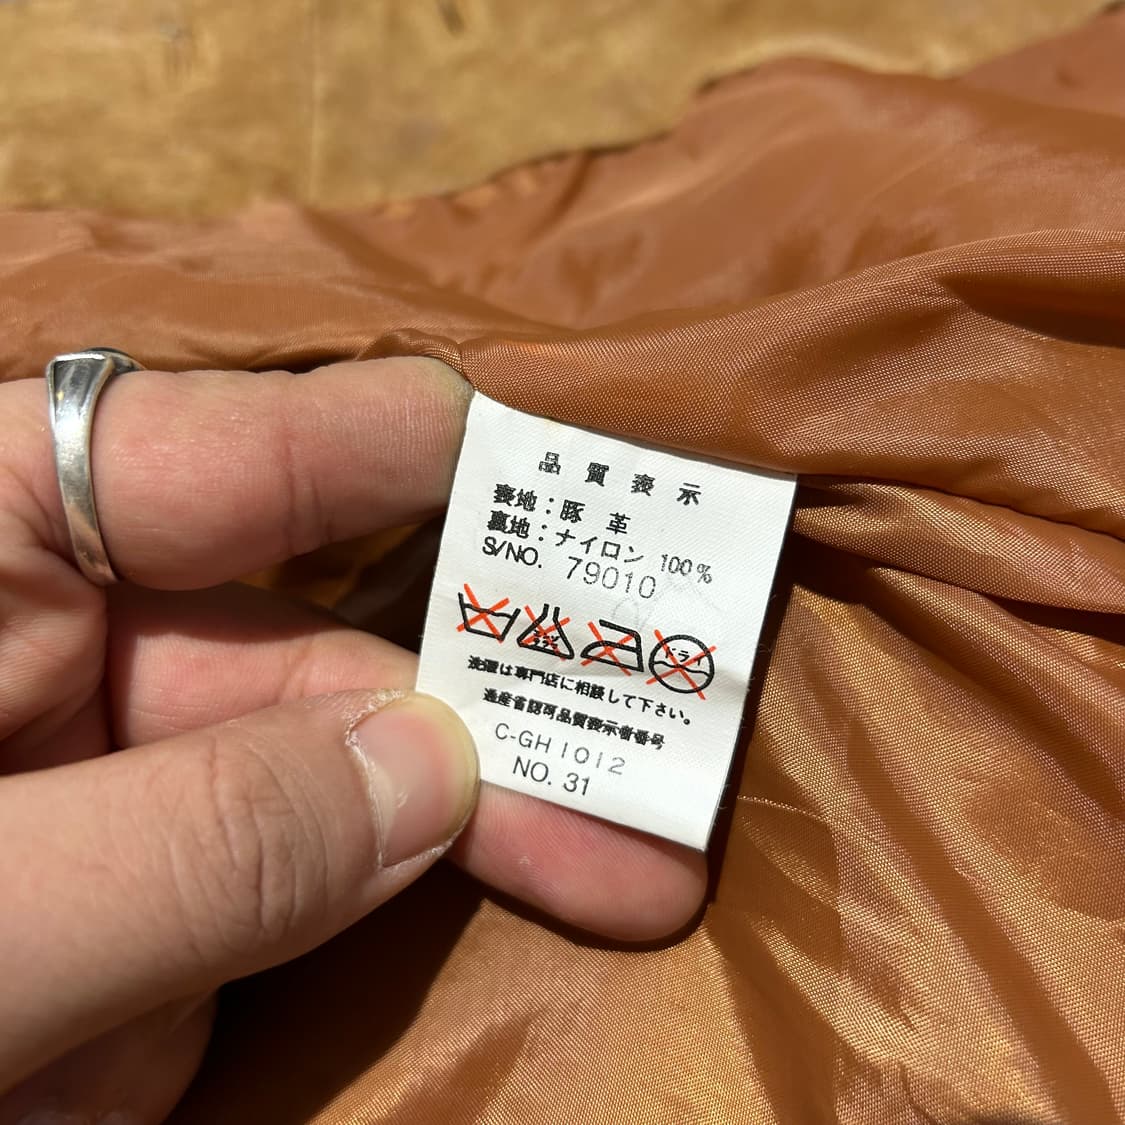 品質表示
表地：豚 革
裏地：ナイロン 100%
S/NO. 79010
ドライ
洗濯は専門店に相談して下さい。
通産省認可品質表示者番号
C-GH1012
NO. 31